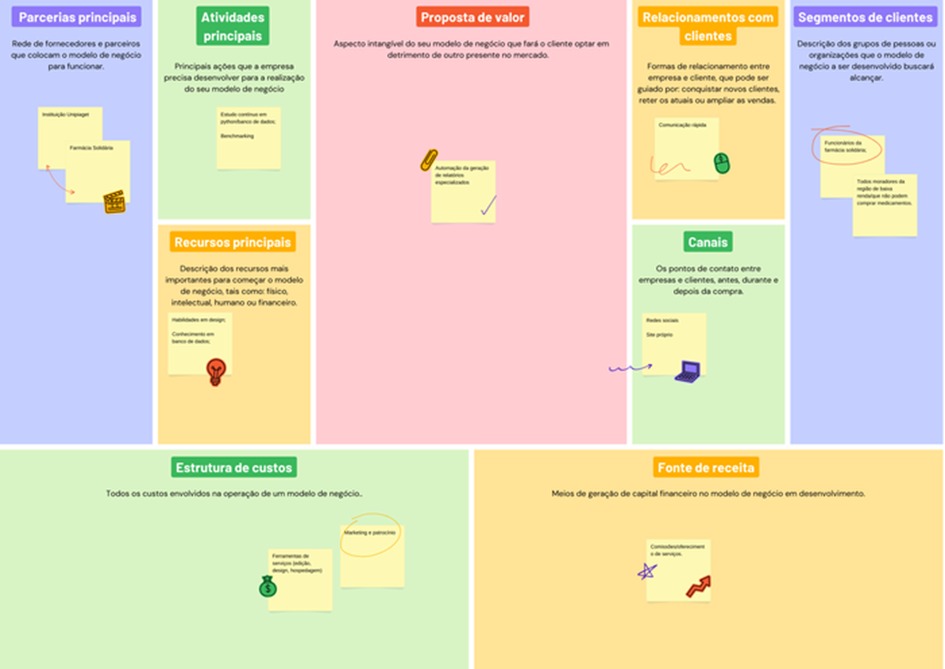 Parcerias principais
Rede de fornecedores e parceiros
que colocam o modelo de negócio
para funcionar.
Instituição Unipaget
Farmácia Solidária
Atividades
principais
Principais ações que a empresa
precisa desenvolver para a realização
do seu modelo de negócio
Estudo contínuo em
python/banco de dados;
Benchmarking
Recursos principais
Descrição dos recursos mais
importantes para começar o modelo
de negócio, tais como: físico,
intelectual, humano ou financeiro.
Habilidades em design;
Conhecimento em
banco de dados;
Proposta de valor
Aspecto intangível do seu modelo de negócio que fará o cliente optar em
detrimento de outro presente no mercado.
Automação da geração
de relatórios
especializados
Relacionamentos com
clientes
Formas de relacionamento entre
empresa e cliente, que pode ser
guiado por: conquistar novos clientes,
reter os atuais ou ampliar as vendas.
Comunicação rápida
Canais
Os pontos de contato entre
empresas e clientes, antes, durante e
depois da compra.
Redes sociais
Site próprio
Segmentos de clientes
Descrição dos grupos de pessoas ou
organizações que o modelo de
negócio a ser desenvolvido buscará
alcançar.
Funcionários da
farmácia solidária;
Todos moradores da
região de baixa
renda/que não podem
comprar medicamentos.
Estrutura de custos
Todos os custos envolvidos na operação de um modelo de negócio..
Ferramentas de
serviços (edição,
design, hospedagem)
Marketing e patrocínio
Fonte de receita
Meios de geração de capital financeiro no modelo de negócio em desenvolvimento.
Comissões/ofereciment
o de serviços.